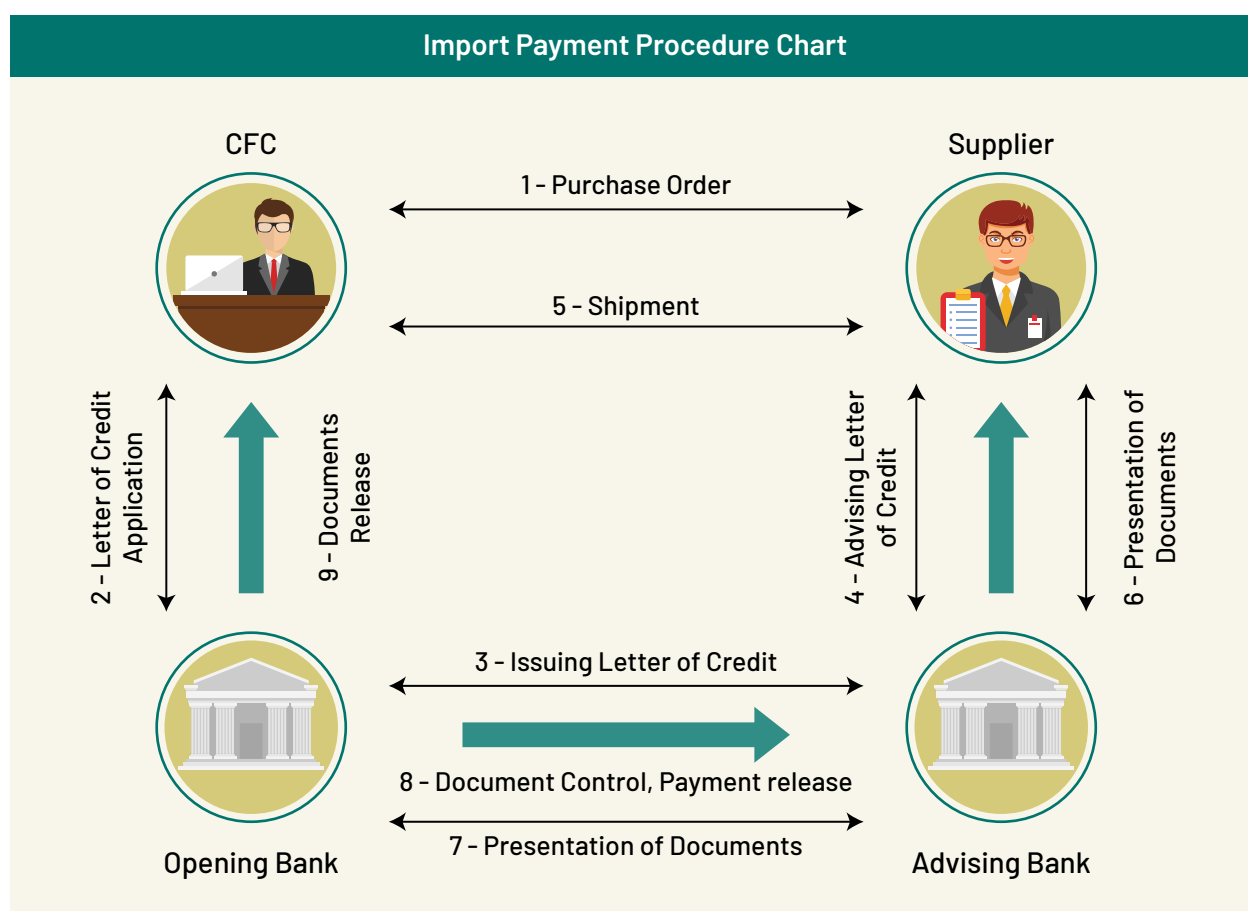 Import Payment Procedure Chart
CFC
Supplier
1 - Purchase Order
5 - Shipment
2 - Letter of Credit
Application
9 - Documents
Release
4 - Advising Letter
of Credit
6 - Presentation of
Documents
3 - Issuing Letter of Credit
8 - Document Control, Payment release
7 - Presentation of Documents
Opening Bank
Advising Bank